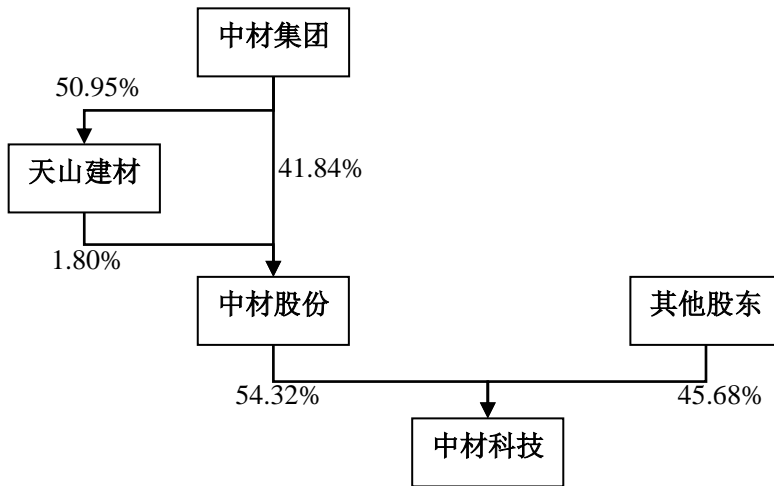 中材集团
50.95%
天山建材
41.84%
1.80%
中材股份
其他股东
54.32%
45.68%
中材科技